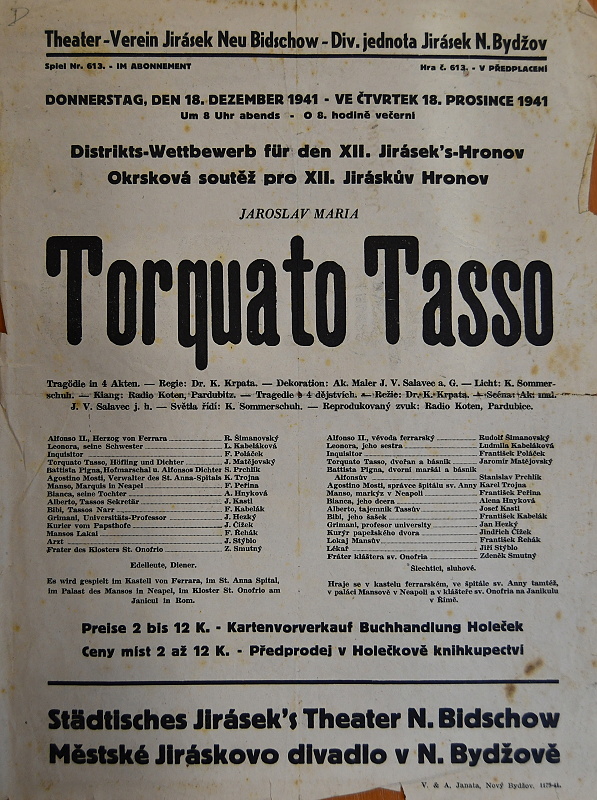 Theater-Verein Jirásek Neu Bidschow - Div. jednota Jirásek N. Bydžov
Spiel Nr. 613. - IM ABONNEMENT Hra č. 613. - V PŘEDPLACENÍ
DONNERSTAG, DEN 18. DEZEMBER 1941 - VE ČTVRTEK 18. PROSINCE 1941
Um 8 Uhr abends - O 8. hodině večerní
Distrikts-Wettbewerb für den XII. Jirásek's-Hronov
Okrsková soutěž pro XII. Jiráskův Hronov
JAROSLAV MARIA
Torquato Tasso
Tragödie in 4 Akten. — Regie: Dr. K. Krpata. — Dekoration: Ak. Maler J. V. Salavec a. G. — Licht: K. Sommer-
schuh. — Klang: Radio Koten, Pardubitz. — Tragedie o 4 dějstvích. — Režie: Dr. K. Krpata. — Scéna: Ak. mal.
J. V. Salavec j. h. — Světla řídí: K. Sommerschuh. — Reprodukovaný zvuk: Radio Koten, Pardubice.
Alfonso II., Herzog von Ferrara R. Šimanovský
Leonora, seine Schwester L. Kabeláková
Inquisitor F. Poláček
Torquato Tasso, Höfling und Dichter J. Matějovský
Battista Pigna, Hofmarschal u. Alfonsos Dichter S. Prchlík
Agostino Mosti, Verwalter des St. Anna-Spitals K. Trojna
Manso, Marquis in Neapel F. Peřina
Bianca, seine Tochter A. Hnyková
Alberto, Tassos Sekretär J. Kastl
Bibi, Tassos Narr F. Kabelák
Grimani, Universitäts-Professor J. Hezký
Kurier vom Papsthofe J. Čížek
Mansos Lakai F. Řehák
Arzt J. Stýblo
Frater des Klosters St. Onofrio Z. Smutný
Edelleute, Diener.
Es wird gespielt im Kastell von Ferrara, im St. Anna Spital,
im Palast des Mansos in Neapel, im Kloster St. Onofrio am
Janicul in Rom.
Alfonso II., vévoda ferrarský Rudolf Šimanovský
Leonora, jeho sestra Ludmila Kabeláková
Inquisitor František Poláček
Torquato Tasso, dvořan a básník Jaromír Matějovský
Battista Pigna, dvorní maršál a básník
Alfonsův Stanislav Prchlík
Agostino Mosti, správce špitálu sv. Anny Karel Trojna
Manso, markýz v Neapoli František Peřina
Bianca, jeho dcera Alena Hnyková
Alberto, tajemník Tassův Josef Kastl
Bibi, jeho šašek František Kabelák
Grimani, profesor university Jan Hezký
Kurýr papežského dvora Jindřich Čížek
Lokaj Mansův František Řehák
Lékař Jiří Stýblo
Fráter kláštera sv. Onofria Zdeněk Smutný
Šlechtici, sluhové.
Hraje se v kastelu ferrarském, ve špitále sv. Anny tamtéž,
v paláci Mansově v Neapoli a v klášteře sv. Onofria na Janikulu
v Římě.
Preise 2 bis 12 K. - Kartenvorverkauf Buchhandlung Holeček
Ceny míst 2 až 12 K. - Předprodej v Holečkově knihkupectví
Städtisches Jirásek's Theater N. Bidschow
Městské Jiráskovo divadlo v N. Bydžově
V. & A. Janata, Nový Bydžov. 1179-41.